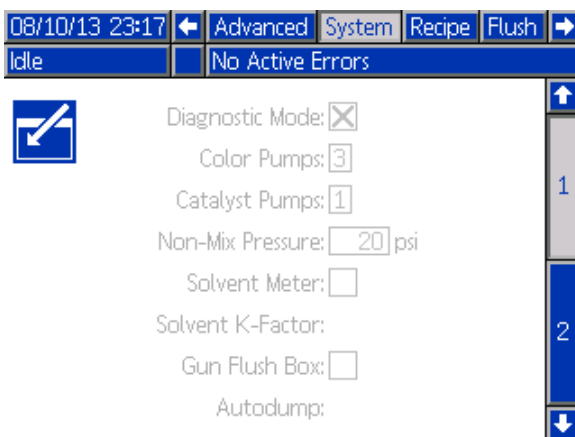 08/10/13 23:17 Advanced System Recipe Flush
Idle No Active Errors
Diagnostic Mode:
Color Pumps: 3
1
Catalyst Pumps: 1
Non-Mix Pressure: 20 psi
Solvent Meter:
Solvent K-Factor:
2
Gun Flush Box:
Autodump: